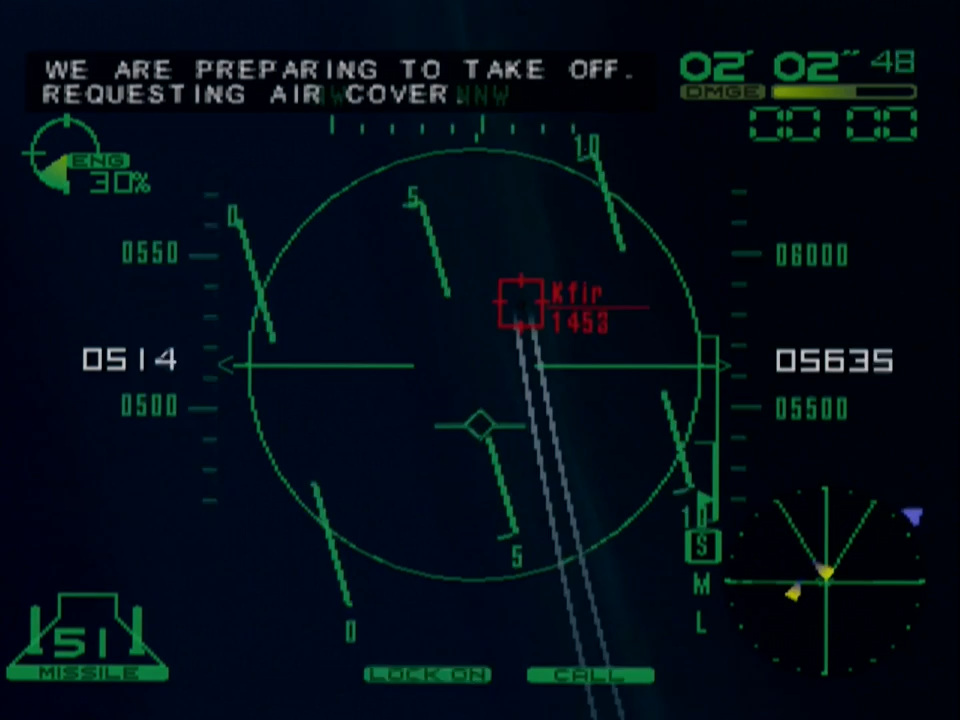 WE ARE PREPARING TO TAKE OFF.
REQUESTING AIR COVER.
NNW
02' 02" 48
DMGE
00 00
ENG
30%
10
5
0
0550
06000
Kfir
1453
0514
05635
0500
05500
10
5
0
S
M
L
51
MISSILE
LOCK ON
CALL